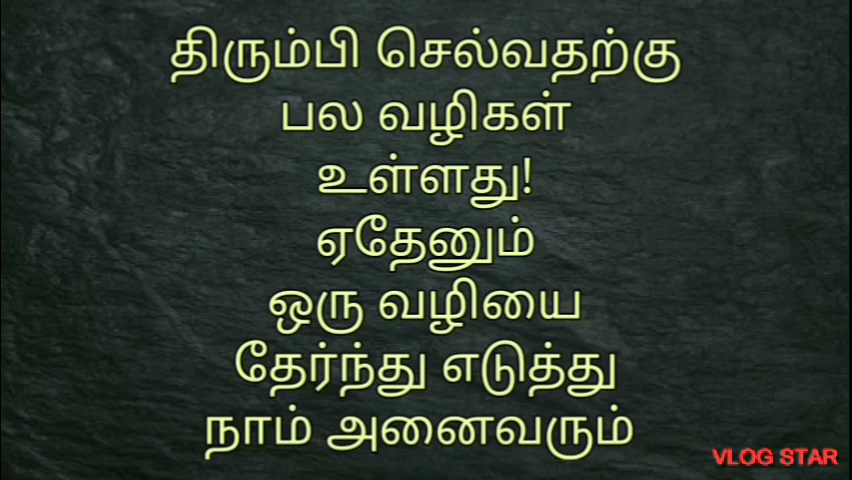 திரும்பி செல்வதற்கு
பல வழிகள்
உள்ளது!
ஏதேனும்
ஒரு வழியை
தேர்ந்து எடுத்து
நாம் அனைவரும்
VLOG STAR